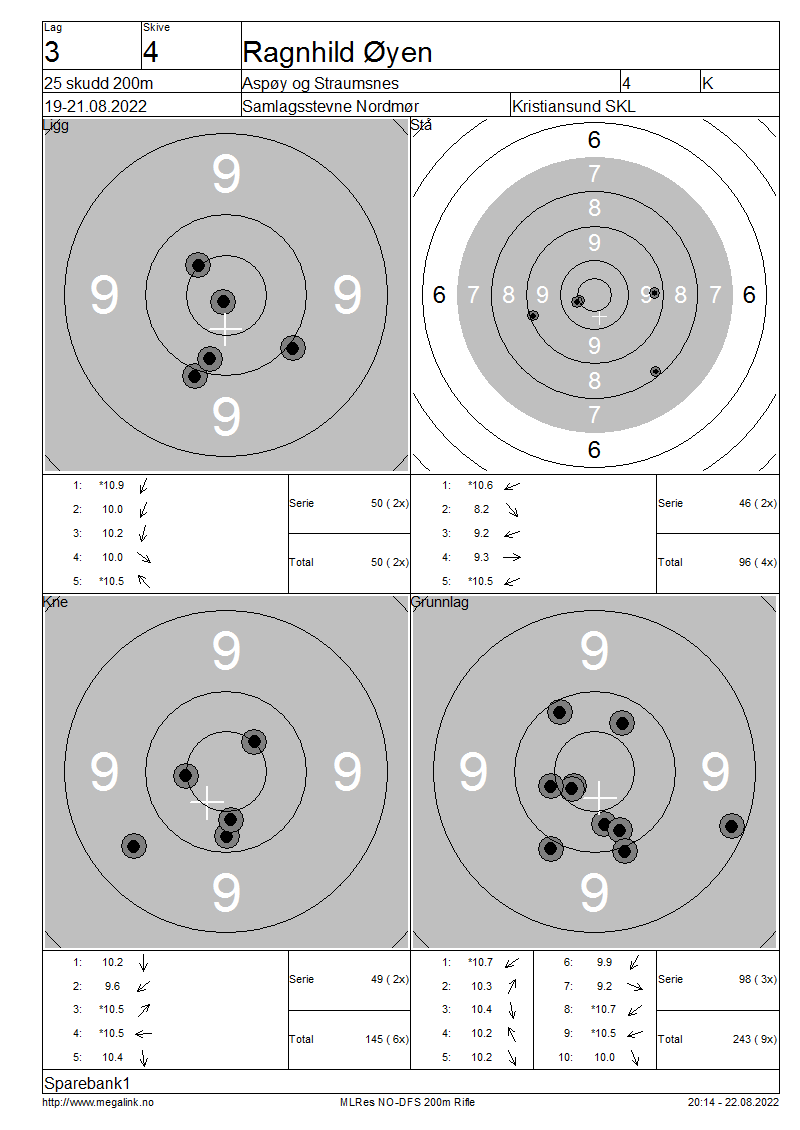 Lag Skive
3 4 Ragnhild Øyen
25 skudd 200m Aspøy og Straumsnes 4 K
19-21.08.2022 Samlagsstevne Nordmør Kristiansund SKL
Ligg
9
9 9
9
Stå
6
7
8
9
6 7 8 9 9 8 7 6
9
8
7
6
1: *10.9
2: 10.0
3: 10.2
4: 10.0
5: *10.5
Serie 50 ( 2x)
Total 50 ( 2x)
1: *10.6
2: 8.2
3: 9.2
4: 9.3
5: *10.5
Serie 46 ( 2x)
Total 96 ( 4x)
Kne
9
9 9
9
Grunnlag
9
9 9
9
1: 10.2
2: 9.6
3: *10.5
4: *10.5
5: 10.4
Serie 49 ( 2x)
Total 145 ( 6x)
1: *10.7
2: 10.3
3: 10.4
4: 10.2
5: 10.2
6: 9.9
7: 9.2
8: *10.7
9: *10.5
10: 10.0
Serie 98 ( 3x)
Total 243 ( 9x)
Sparebank1
http://www.megalink.no MLRes NO-DFS 200m Rifle 20:14 - 22.08.2022